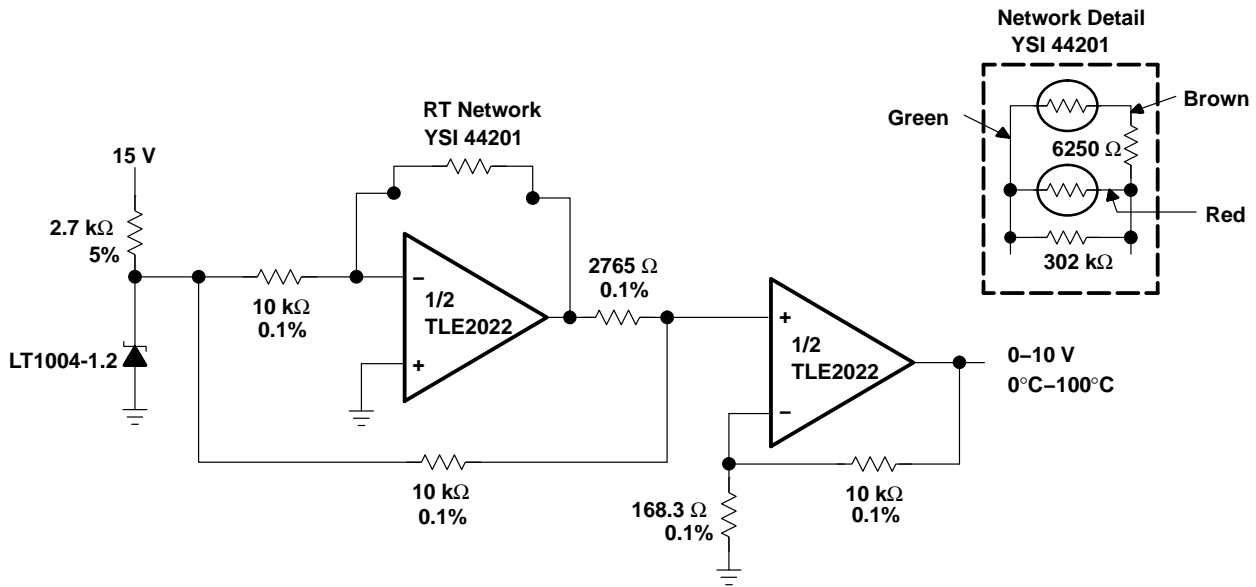 Network Detail
YSI 44201
Green
Brown
6250 Ω
Red
302 kΩ
RT Network
YSI 44201
15 V
2.7 kΩ
5%
10 kΩ
0.1%
LT1004-1.2
−
1/2
TLE2022
+
2765 Ω
0.1%
+
1/2
TLE2022
−
0–10 V
0°C–100°C
10 kΩ
0.1%
168.3 Ω
0.1%
10 kΩ
0.1%